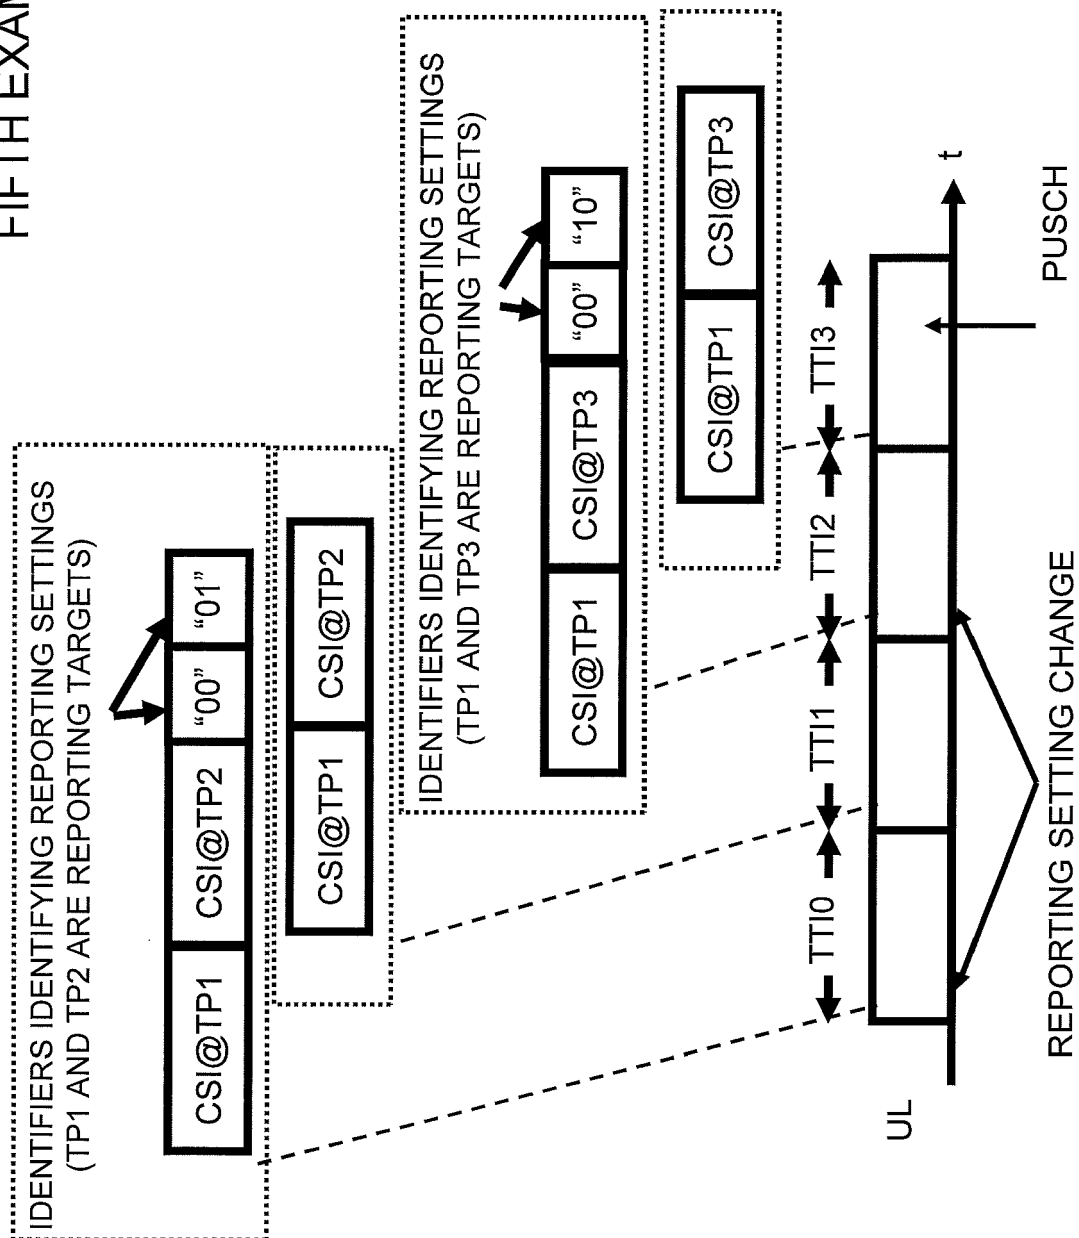 IDENTIFIERS IDENTIFYING REPORTING SETTINGS
(TP1 AND TP2 ARE REPORTING TARGETS)
CSI@TP1 CSI@TP2 “00” “01”
CSI@TP1 CSI@TP2
IDENTIFIERS IDENTIFYING REPORTING SETTINGS
(TP1 AND TP3 ARE REPORTING TARGETS)
CSI@TP1 CSI@TP3 “00” “10”
CSI@TP1 CSI@TP3
TTI0 TTI1 TTI2 TTI3
UL
t
REPORTING SETTING CHANGE
PUSCH